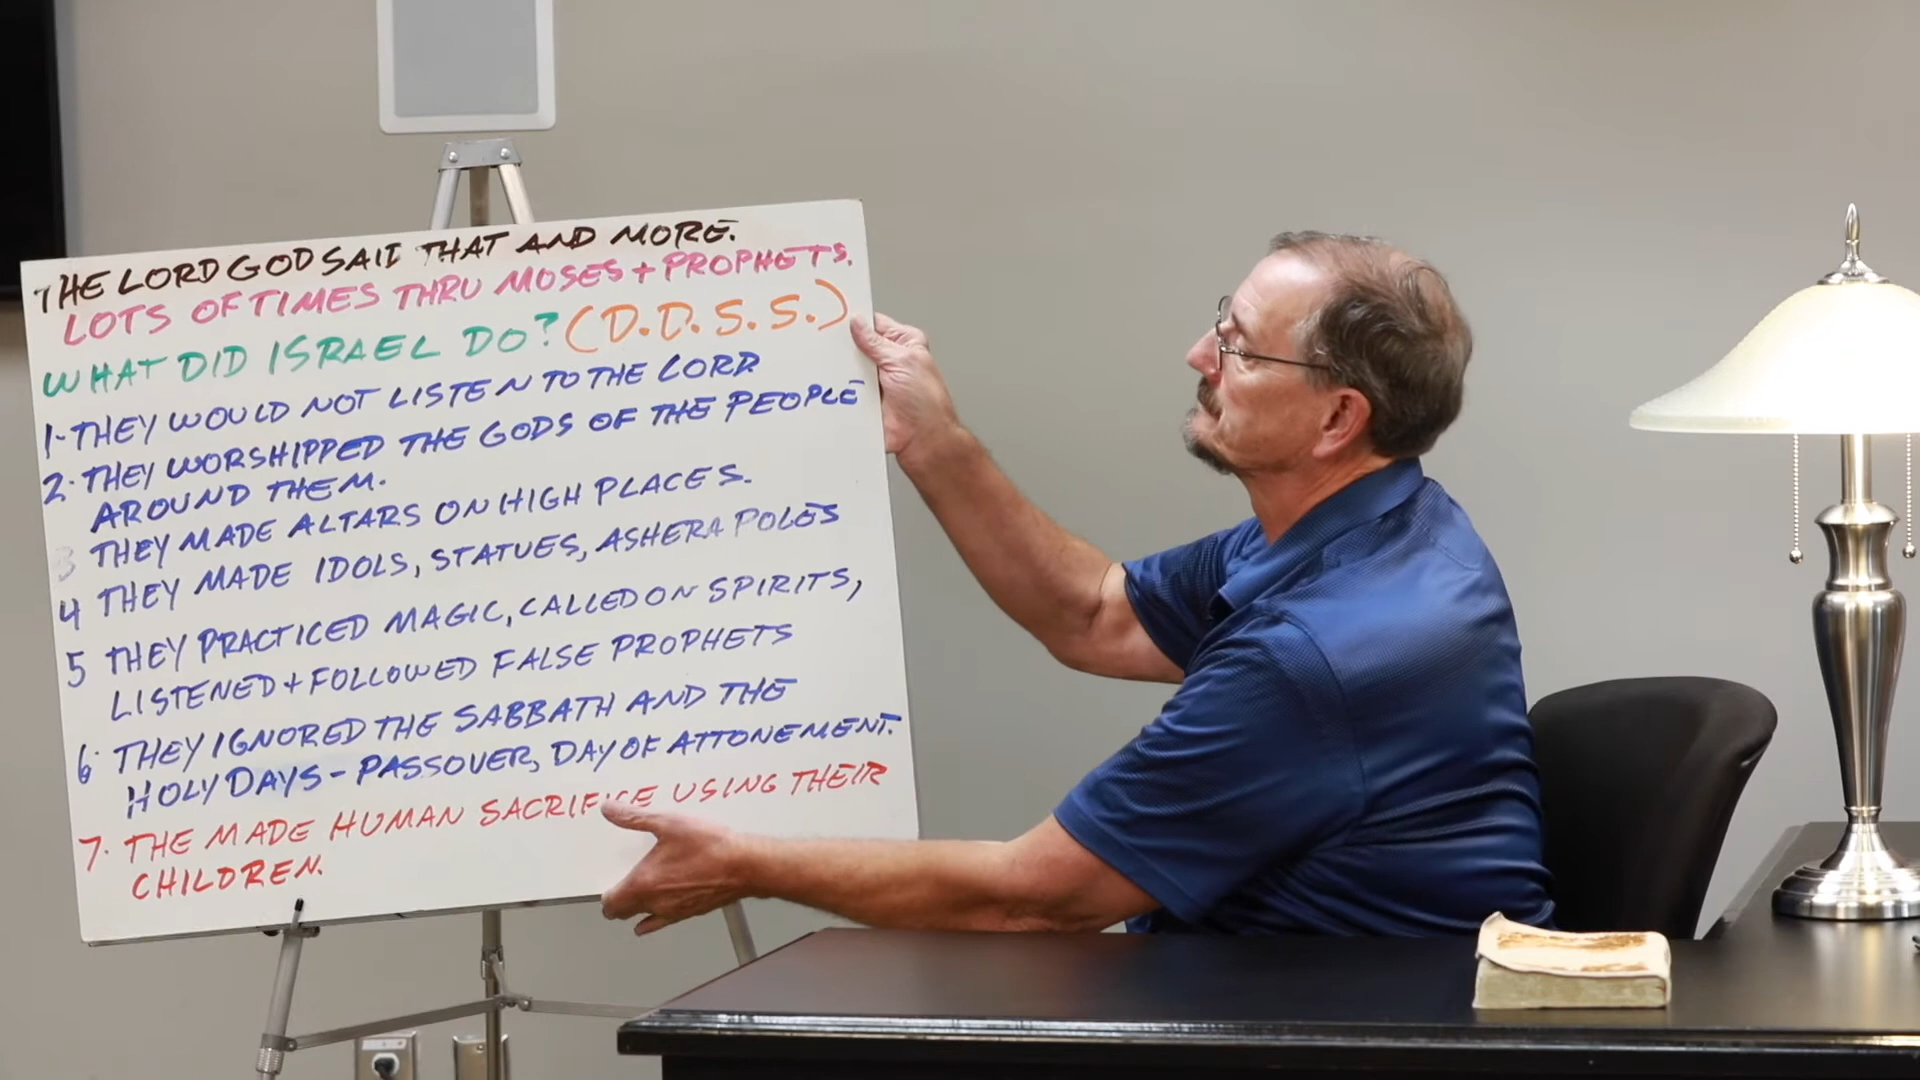 THE LORD GOD SAID THAT AND MORE.
LOTS OF TIMES THRU MOSES + PROPHETS.
WHAT DID ISRAEL DO? (D.D.S.S.)
1- THEY WOULD NOT LISTEN TO THE LORD
2. THEY WORSHIPPED THE GODS OF THE PEOPLE
AROUND THEM.
3 THEY MADE ALTARS ON HIGH PLACES.
4 THEY MADE IDOLS, STATUES, ASHERA POLES
5 THEY PRACTICED MAGIC, CALLED ON SPIRITS,
LISTENED + FOLLOWED FALSE PROPHETS
6. THEY IGNORED THE SABBATH AND THE
HOLY DAYS - PASSOVER, DAY OF ATTONEMENT.
7. THE MADE HUMAN SACRIFICE USING THEIR
CHILDREN.